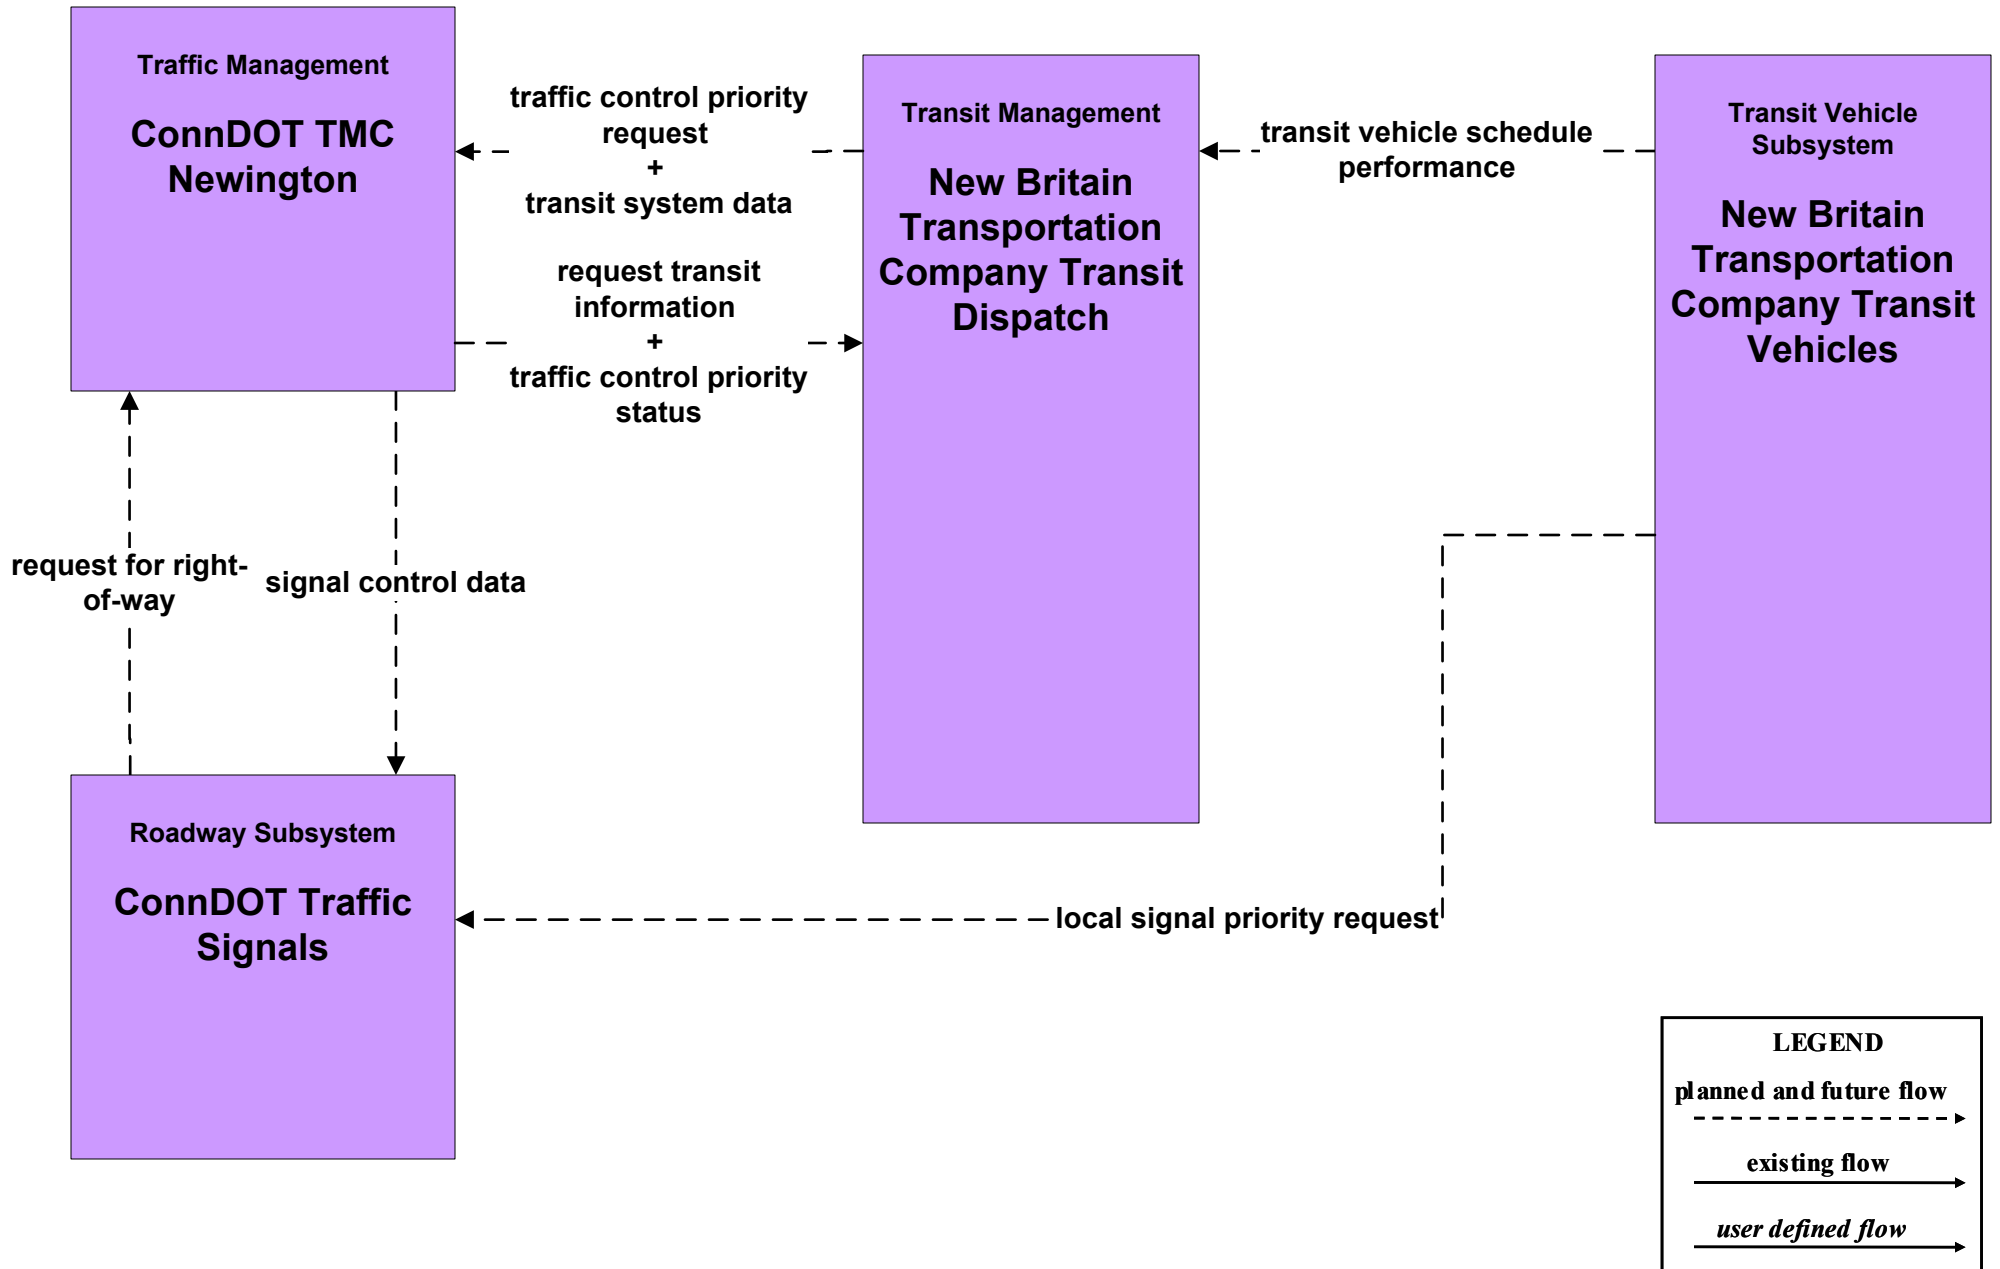 Traffic Management
ConnDOT TMC
Newington
traffic control priority
request
+
transit system data
request transit
information
+
traffic control priority
status
Transit Management
New Britain
Transportation
Company Transit
Dispatch
transit vehicle schedule
performance
Transit Vehicle
Subsystem
New Britain
Transportation
Company Transit
Vehicles
request for right-
of-way
signal control data
Roadway Subsystem
ConnDOT Traffic
Signals
local signal priority request
LEGEND
planned and future flow
existing flow
user defined flow